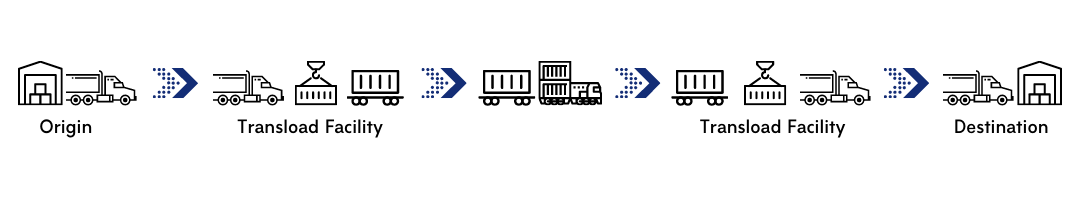 Origin
Transload Facility
Transload Facility
Destination